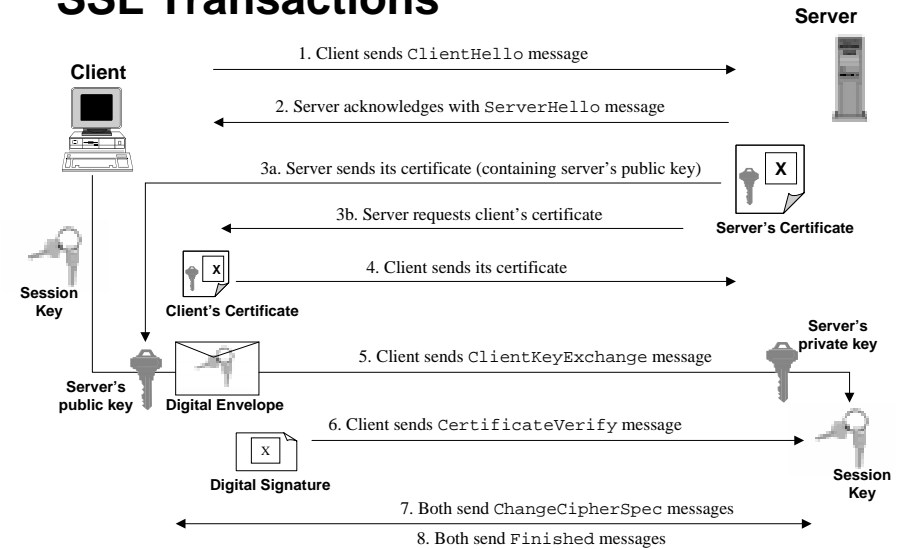 SSL Transactions
Server
1. Client sends ClientHello message
Client
2. Server acknowledges with ServerHello message
3a. Server sends its certificate (containing server's public key)
X
3b. Server requests client's certificate
Server's Certificate
X
4. Client sends its certificate
Session
Key
Client's Certificate
Server's
private key
5. Client sends ClientKeyExchange message
Server's
public key
Digital Envelope
6. Client sends CertificateVerify message
X
Digital Signature
Session
Key
7. Both send ChangeCipherSpec messages
8. Both send Finished messages